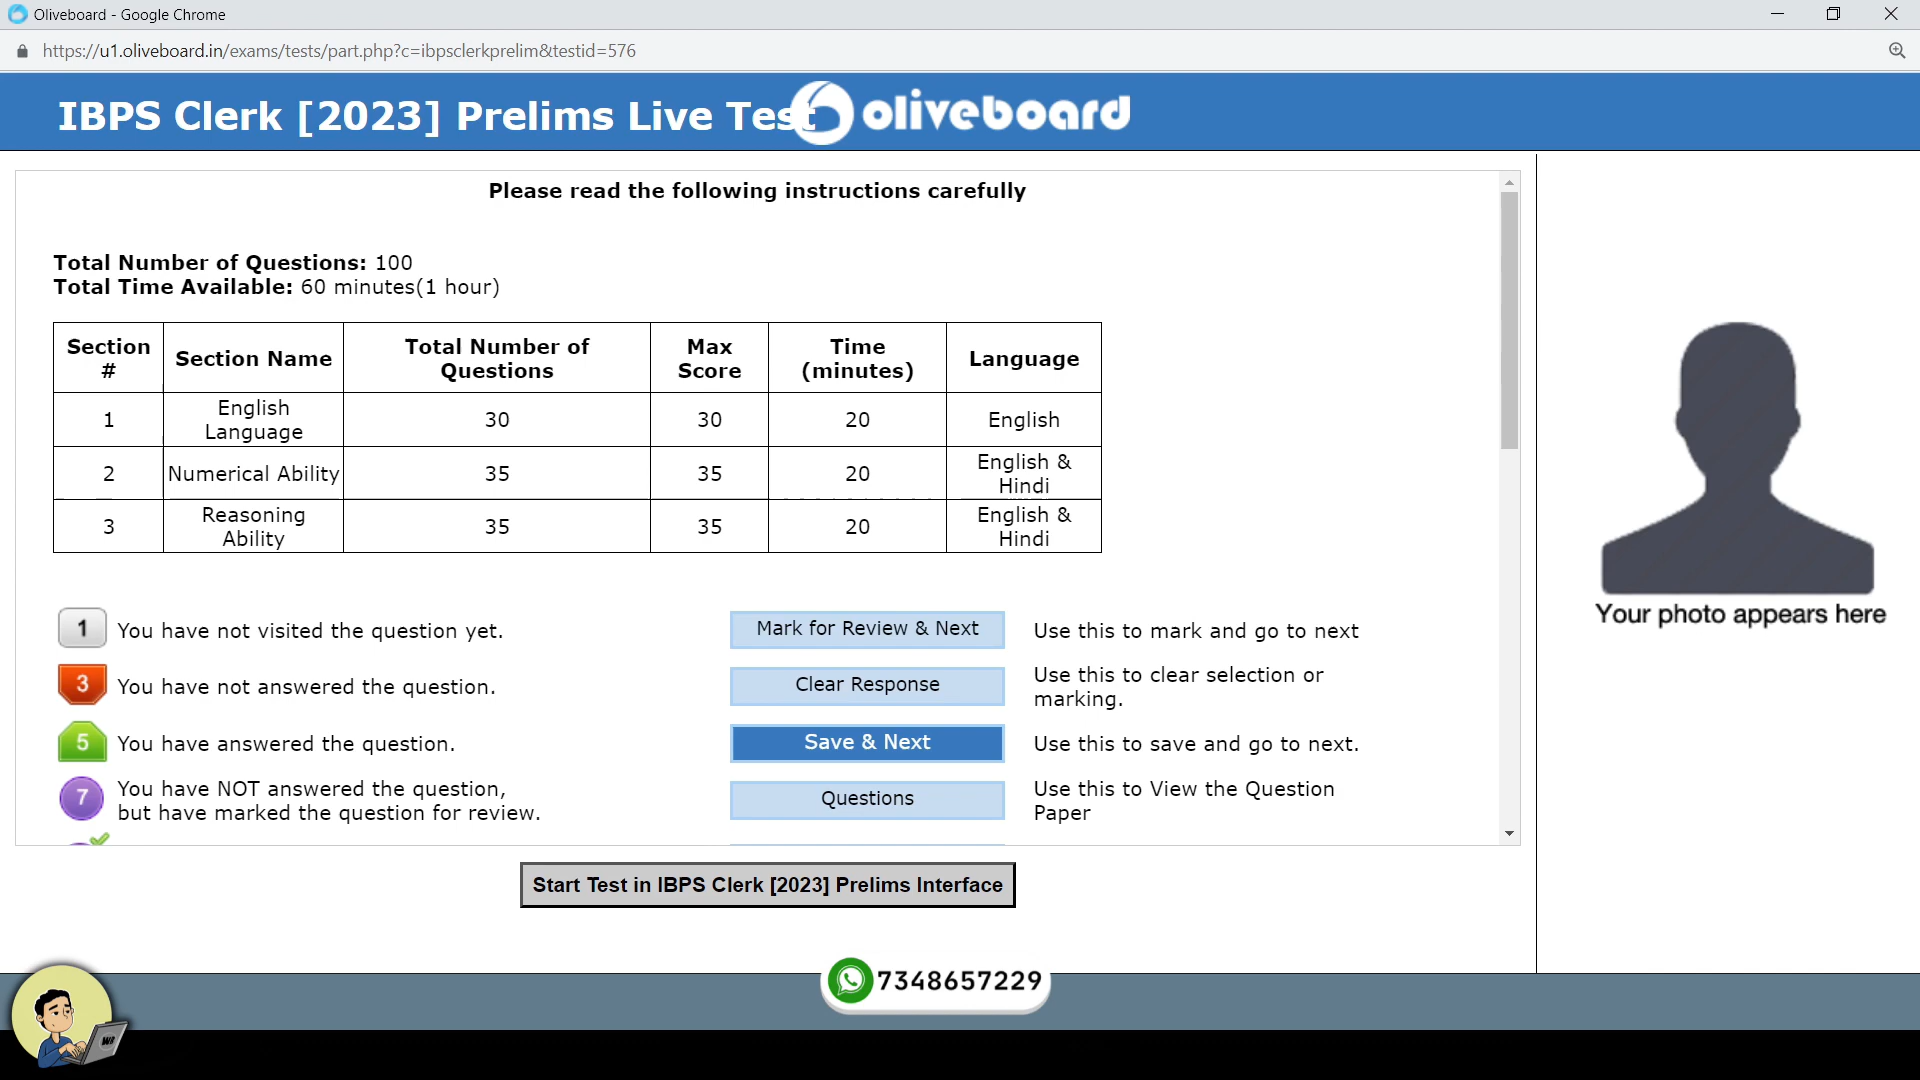 Oliveboard - Google Chrome
https://u1.oliveboard.in/exams/tests/part.php?c=ibpsclerkprelim&testid=576
IBPS Clerk [2023] Prelims Live Test
oliveboard
Please read the following instructions carefully
Total Number of Questions: 100
Total Time Available: 60 minutes(1 hour)
Section # Section Name Total Number of Questions Max Score Time (minutes) Language
1 English Language 30 30 20 English
2 Numerical Ability 35 35 20 English & Hindi
3 Reasoning Ability 35 35 20 English & Hindi
1 You have not visited the question yet.
Mark for Review & Next Use this to mark and go to next
3 You have not answered the question.
Clear Response Use this to clear selection or marking.
5 You have answered the question.
Save & Next Use this to save and go to next.
7 You have NOT answered the question,
but have marked the question for review.
Questions Use this to View the Question
Paper
Your photo appears here
Start Test in IBPS Clerk [2023] Prelims Interface
7348657229